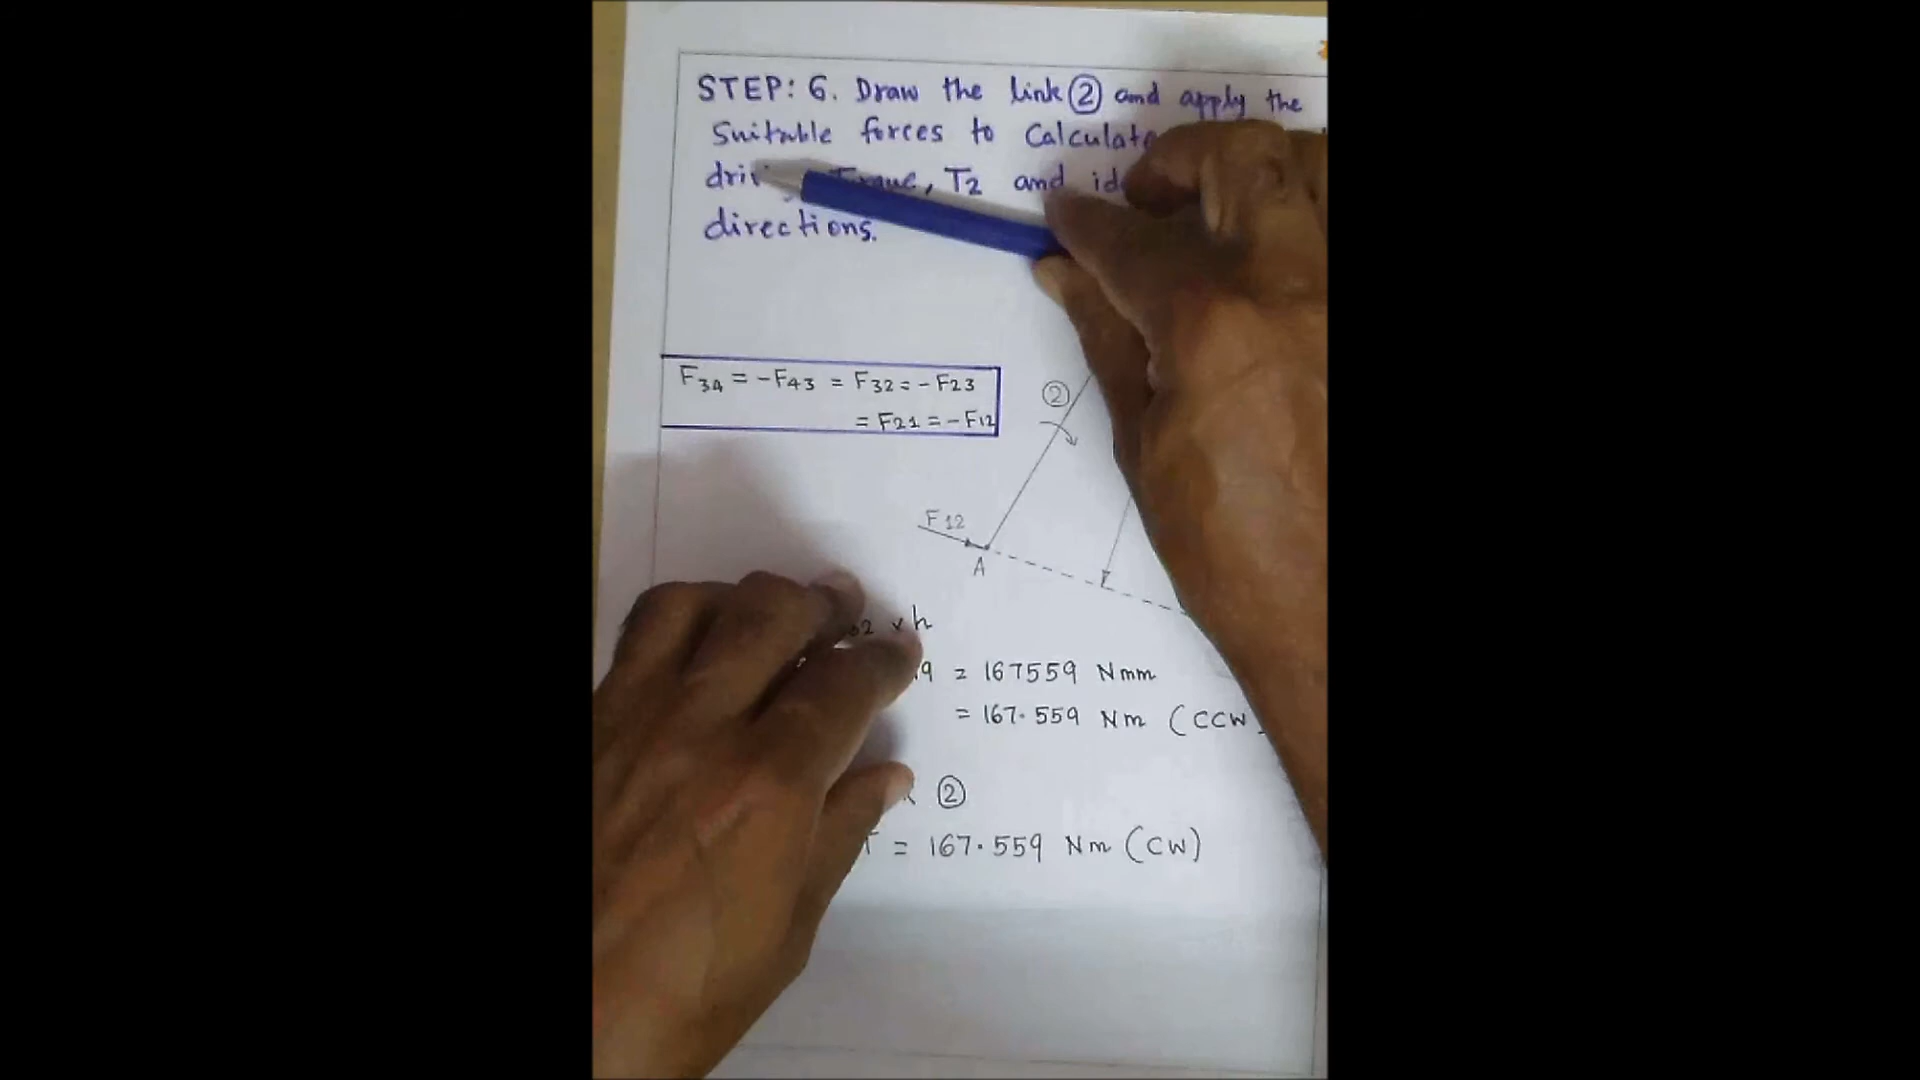 STEP: 6. Draw the link ② and apply the
Suitable forces to Calculate
T2 and
directions.
F34 = -F43 = F32 = -F23
= F21 = -F12
②
F12
A
x h
= 167559 Nmm
= 167.559 Nm (CCW
②
= 167.559 Nm (CW)